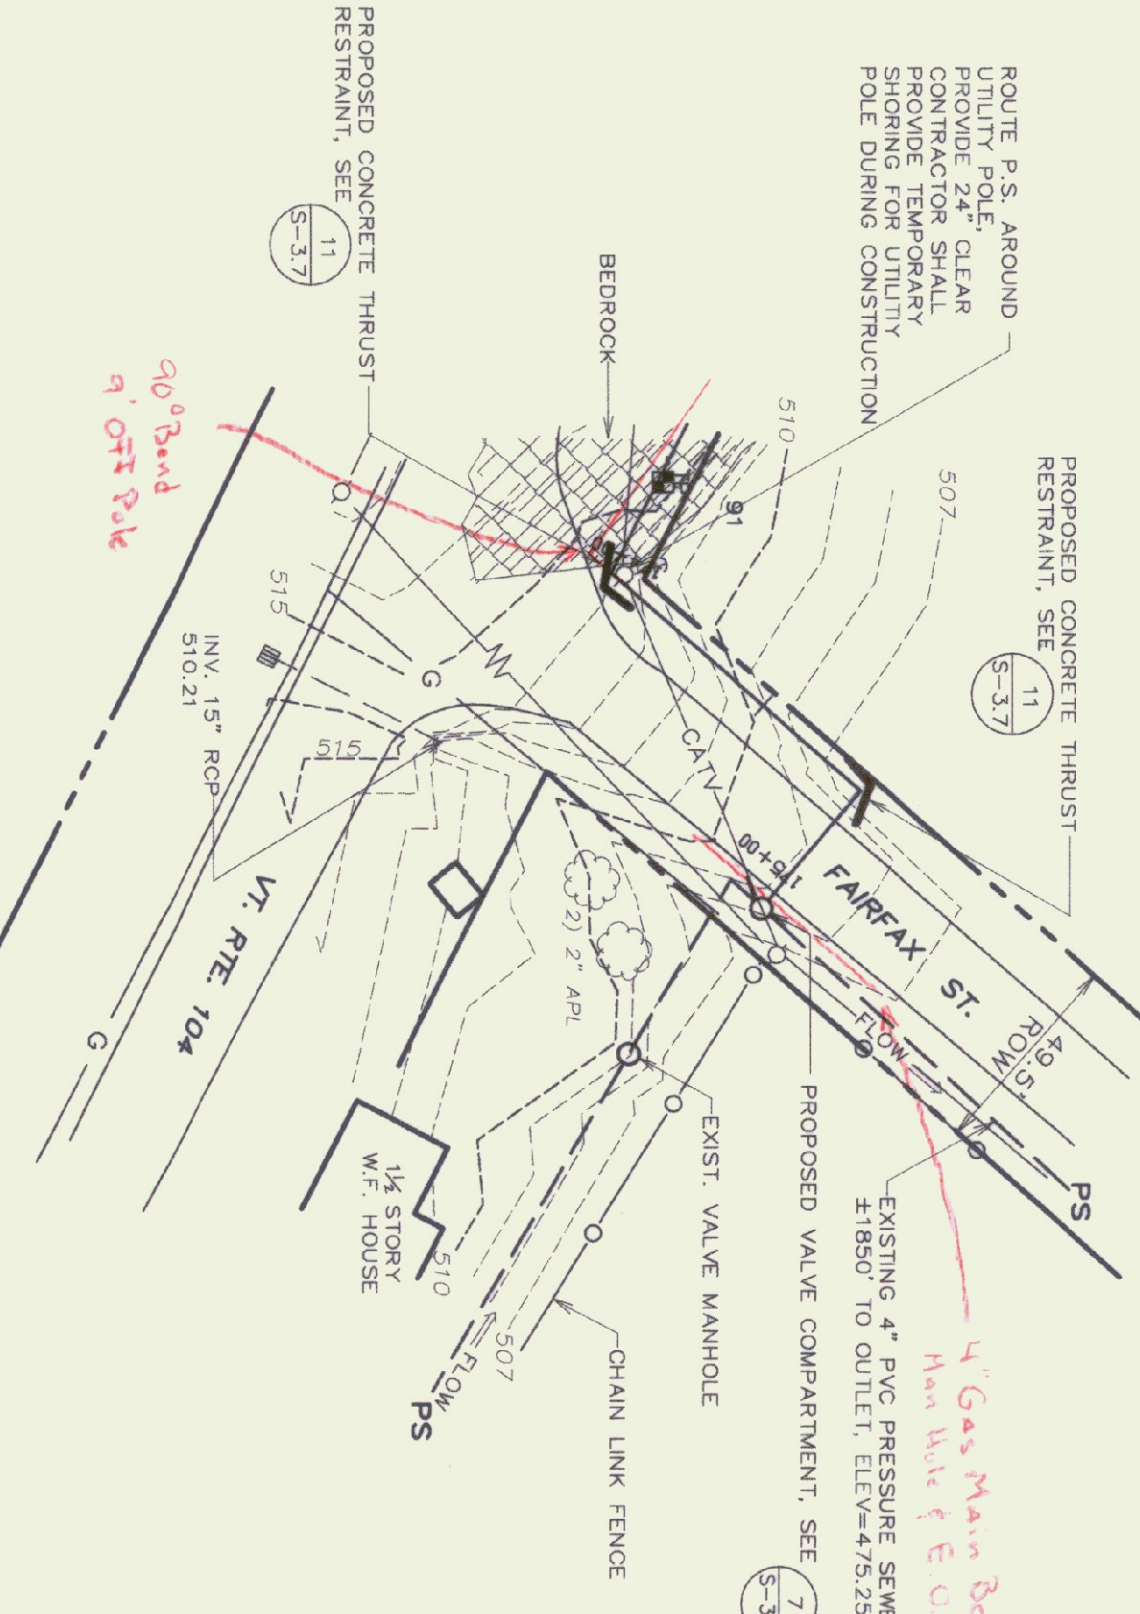 ROUTE P.S. AROUND
UTILITY POLE,
PROVIDE 24" CLEAR
CONTRACTOR SHALL
PROVIDE TEMPORARY
SHORING FOR UTILITIY
POLE DURING CONSTRUCTION
PROPOSED CONCRETE THRUST
RESTRAINT, SEE
11
S-3.7
PROPOSED CONCRETE THRUST
RESTRAINT, SEE
11
S-3.7
BEDROCK
90° Bend
9' Off Pole
510
507
91
515
515
INV. 15" RCP
510.21
G
G
CATV
175+00
FAIRFAX ST.
49.5'
ROW
FLOW
PS
VT. RTE. 104
(2) 2" APL
1½ STORY
W.F. HOUSE
510
507
FLOW
PS
EXISTING 4" PVC PRESSURE SEWE
±1850' TO OUTLET, ELEV=475.25
PROPOSED VALVE COMPARTMENT, SEE
7
S-3
EXIST. VALVE MANHOLE
CHAIN LINK FENCE
4" Gas Main
Man Hole & E.O.